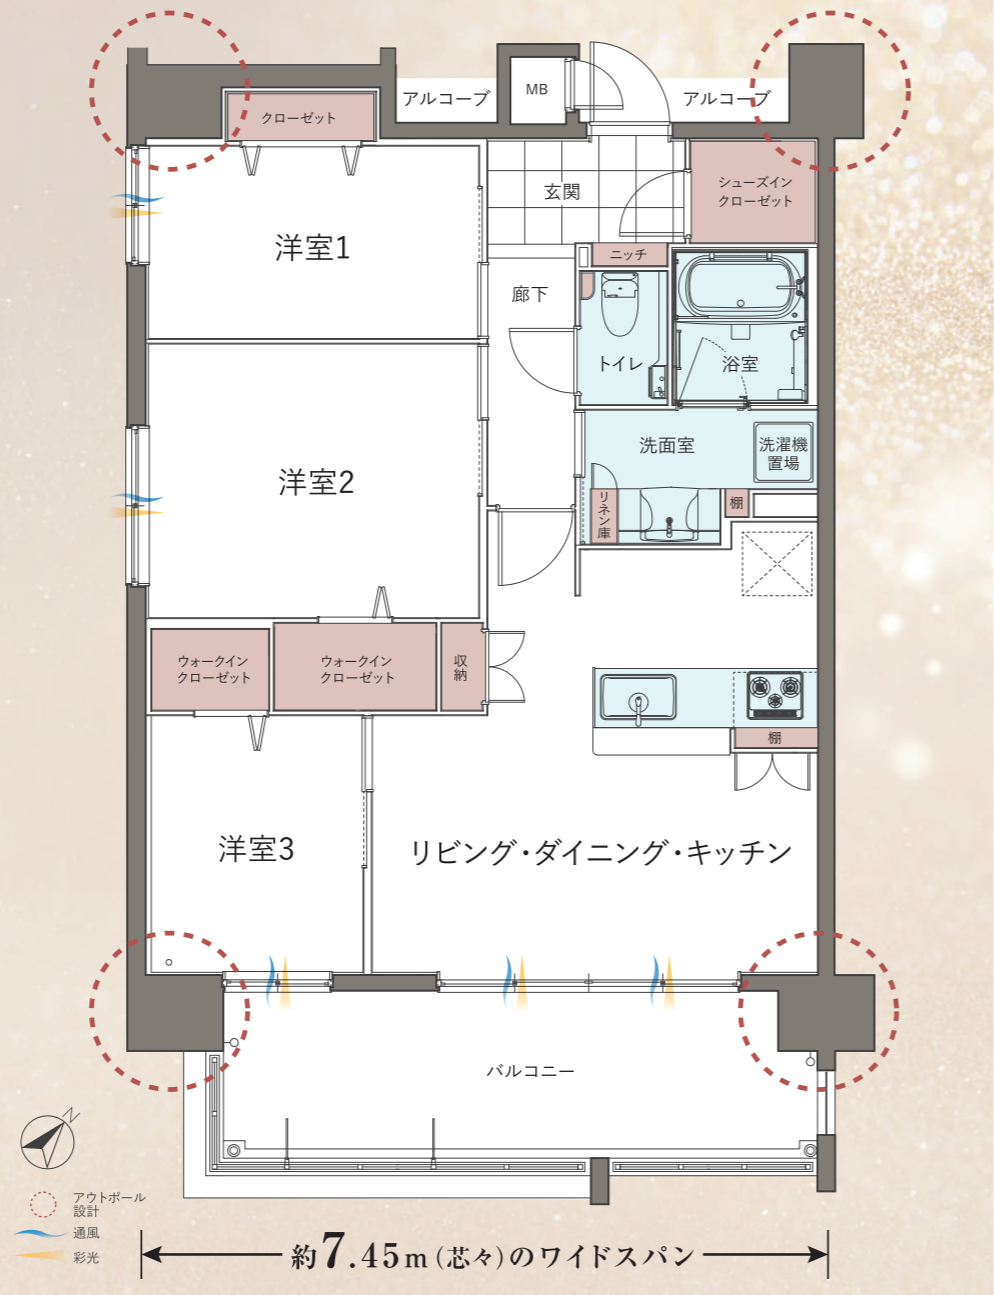 アルコーブ
MB
アルコーブ
クローゼット
玄関
シューズイン
クローゼット
洋室1
ニッチ
廊下
トイレ
浴室
洗面室
洗濯機
置場
洋室2
リネン庫
棚
ウォークイン
クローゼット
ウォークイン
クローゼット
収納
棚
洋室3
リビング・ダイニング・キッチン
バルコニー
N
アウトポール
設計
通風
彩光
約7.45m(芯々)のワイドスパン